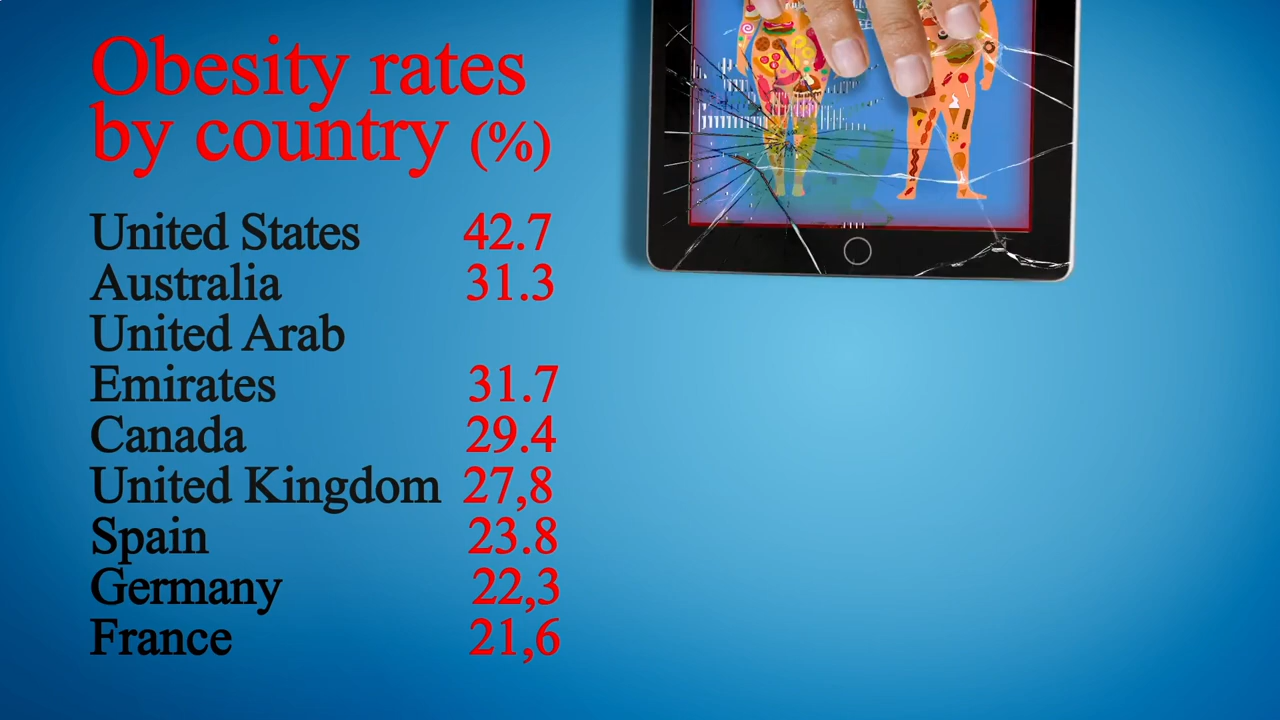 Obesity rates
by country (%)
United States 42.7
Australia 31.3
United Arab
Emirates 31.7
Canada 29.4
United Kingdom 27,8
Spain 23.8
Germany 22,3
France 21,6